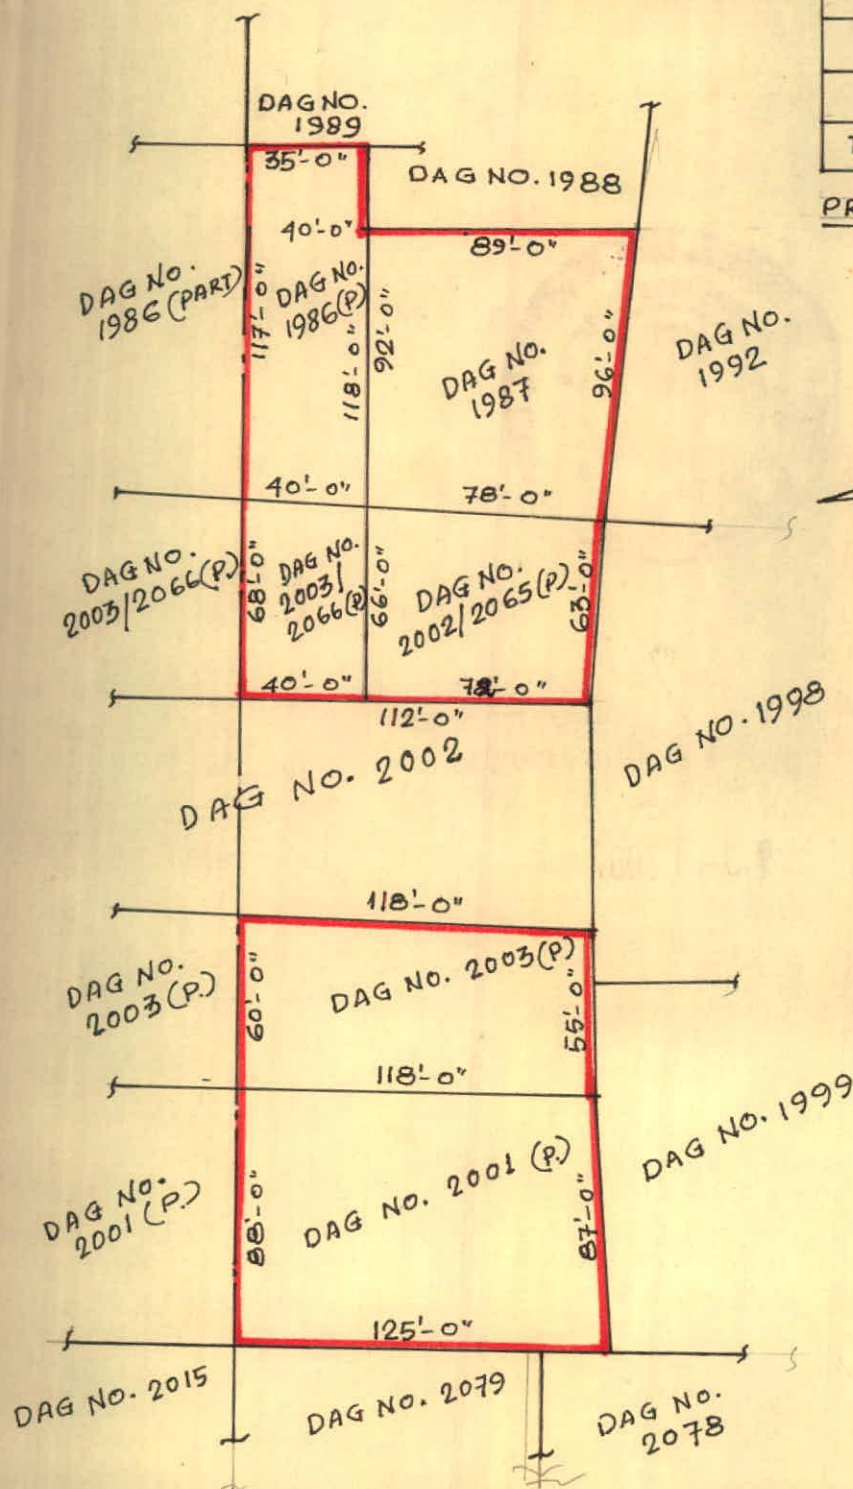 DAG NO.
1989
35'-0"
DAG NO. 1988
40'-0"
89'-0"
DAG NO.
1986 (PART)
117'-0"
DAG NO.
1986(P)
118'-0"
92'-0"
DAG NO.
1987
96'-0"
DAG NO.
1992
40'-0"
78'-0"
DAG NO.
2003/2066(P.)
68'-0"
DAG NO.
2003/
2066(P)
66'-0"
DAG NO.
2002/2065(P)
63'-0"
40'-0"
112'-0"
DAG NO. 2002
DAG NO. 1998
118'-0"
DAG NO.
2003 (P.)
60'-0"
DAG NO. 2003(P)
55'-0"
118'-0"
DAG NO.
2001 (P.)
88'-0"
DAG NO. 2001 (P.)
87'-0"
DAG NO. 1999
125'-0"
DAG NO. 2015
DAG NO. 2079
DAG NO.
2078